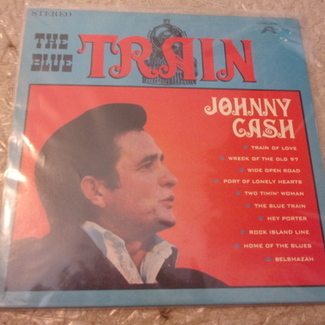 STEREO
THE
BLUE
TRAIN
JOHNNY
CASH
TRAIN OF LOVE
WRECK OF THE OLD '97
WIDE OPEN ROAD
PORT OF LONELY HEARTS
TWO TIMIN' WOMAN
THE BLUE TRAIN
HEY PORTER
ROCK ISLAND LINE
HOME OF THE BLUES
BELSHAZAH